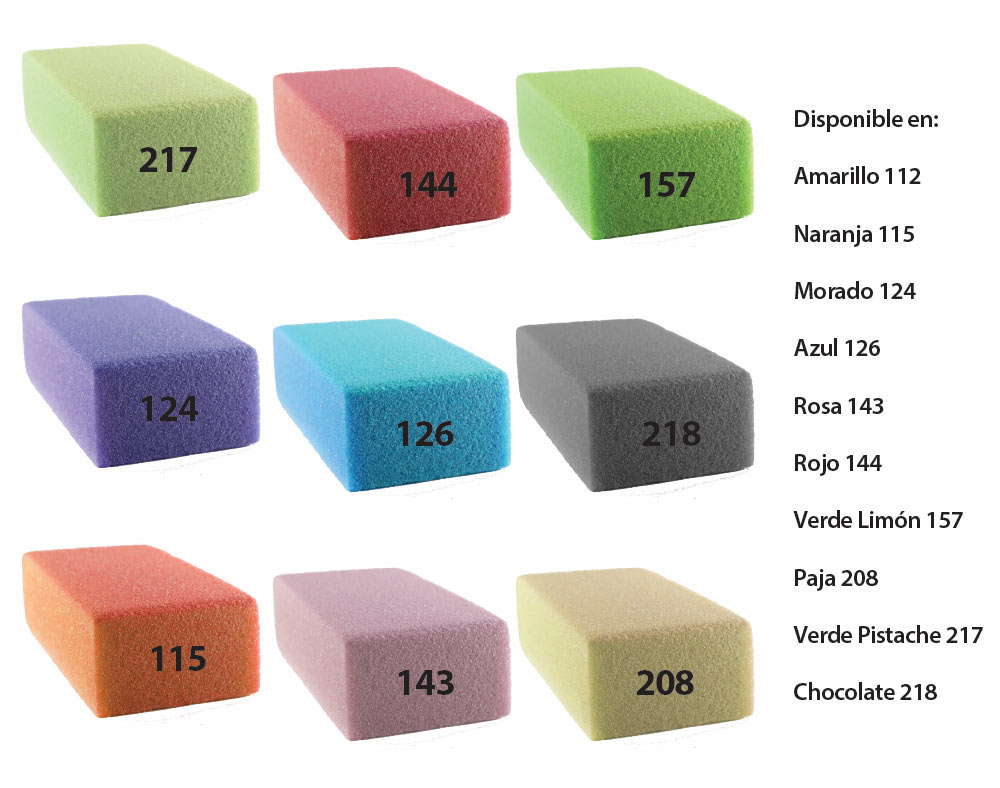 217
144
157
124
126
218
115
143
208
Disponible en:
Amarillo 112
Naranja 115
Morado 124
Azul 126
Rosa 143
Rojo 144
Verde Limón 157
Paja 208
Verde Pistache 217
Chocolate 218